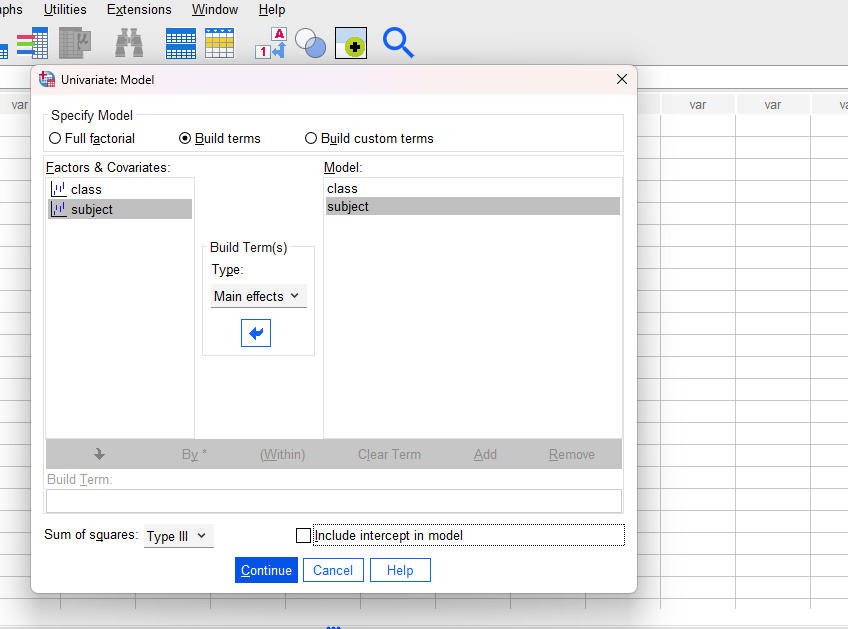 phs Utilities Extensions Window Help
A
1
Univariate: Model
var var var va
Specify Model
Full factorial Build terms Build custom terms
Factors & Covariates: Model:
class class
subject subject
Build Term(s)
Type:
Main effects
By * (Within) Clear Term Add Remove
Build Term:
Sum of squares: Type III Include intercept in model
Continue Cancel Help